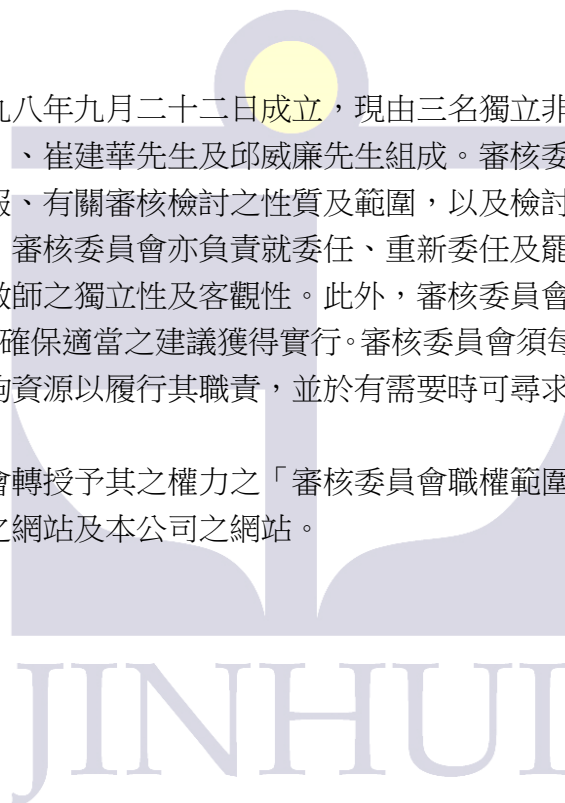 九八年九月二十二日成立，現由三名獨立非
、崔建華先生及邱威廉先生組成。審核委
報、有關審核檢討之性質及範圍，以及檢討
審核委員會亦負責就委任、重新委任及罷
數師之獨立性及客觀性。此外，審核委員會
確保適當之建議獲得實行。審核委員會須每
的資源以履行其職責，並於有需要時可尋求
會轉授予其之權力之「審核委員會職權範圍
之網站及本公司之網站。
JINHUI